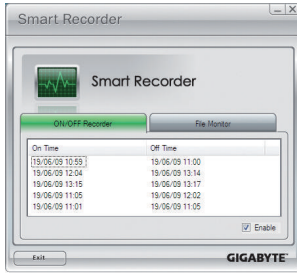 Smart Recorder
Smart Recorder
ON/OFF Recorder File Monitor
On Time Off Time
19/06/09 10:59 19/06/09 11:00
19/06/09 12:04 19/06/09 13:14
19/06/09 13:15 19/06/09 13:17
19/06/09 11:05 19/06/09 12:02
19/06/09 11:01 19/06/09 11:05
Enable
Exit GIGABYTE™